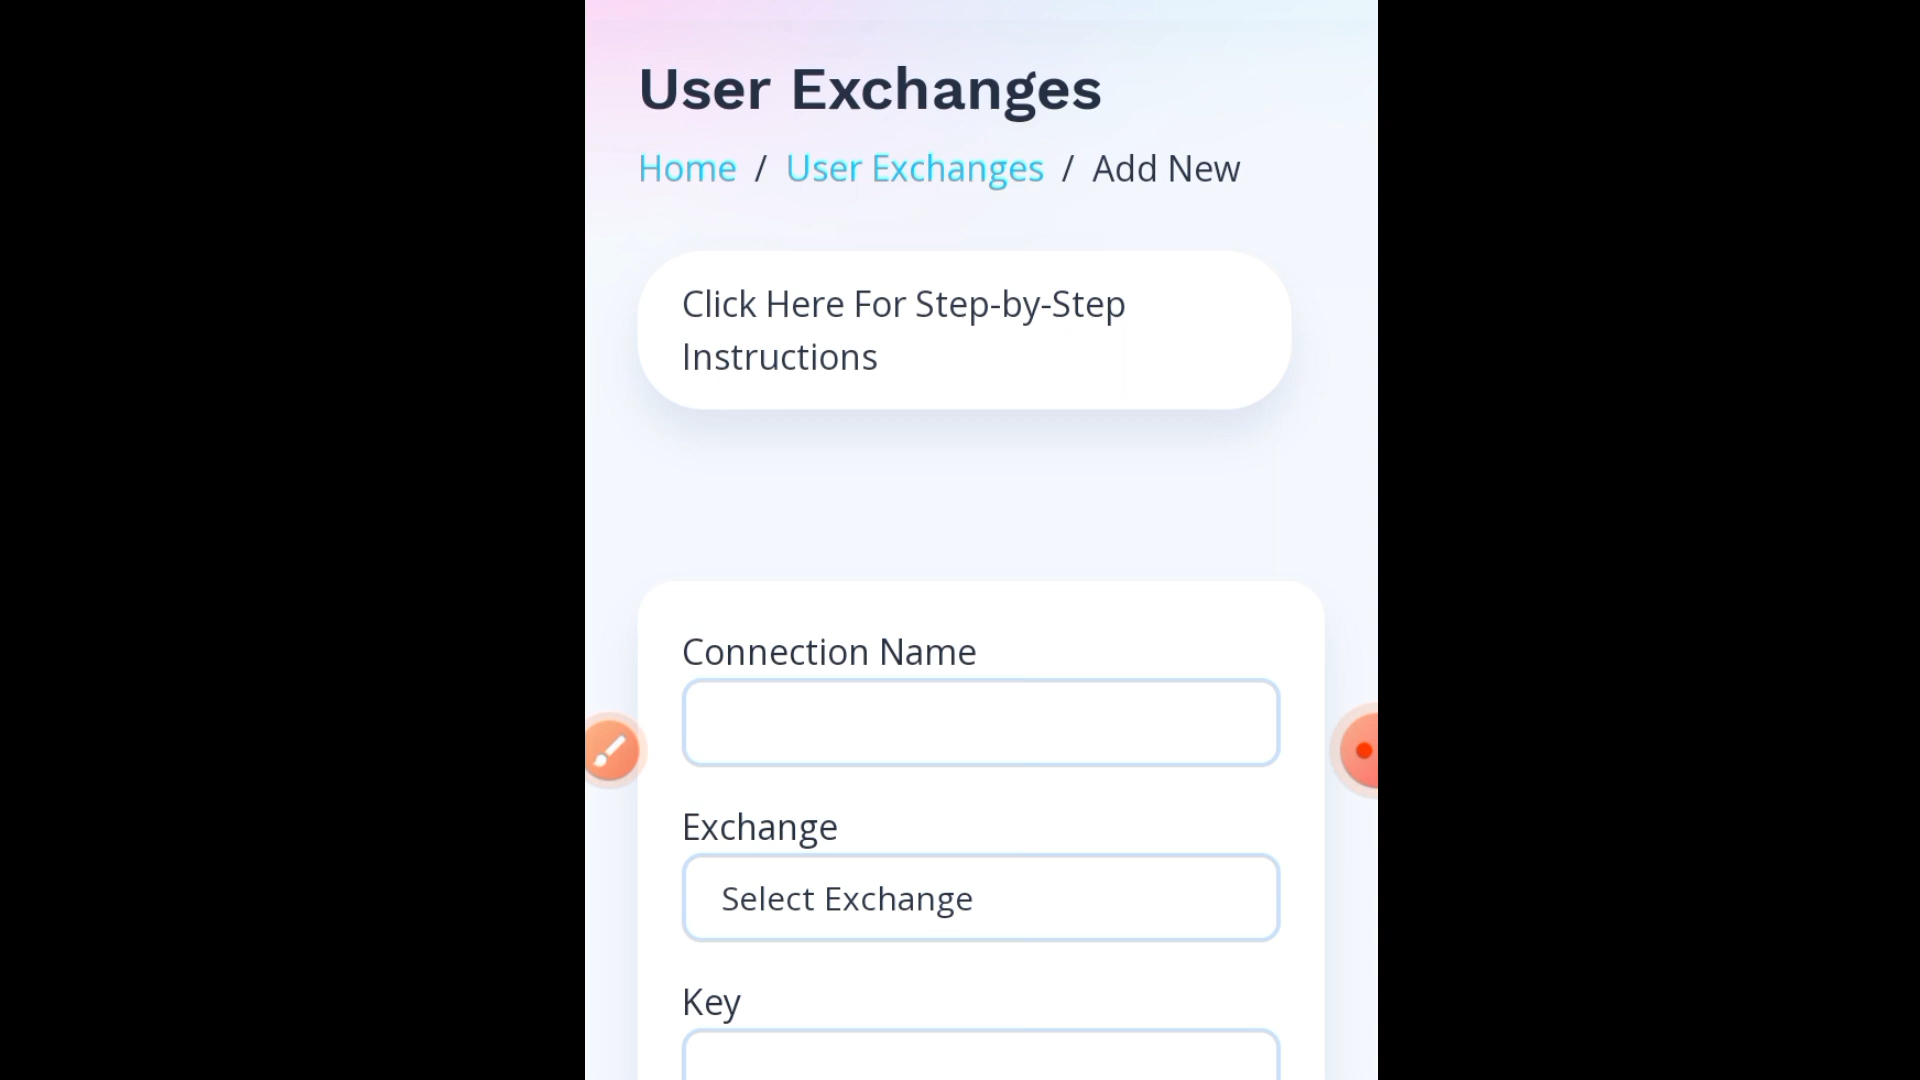 User Exchanges
Home / User Exchanges / Add New
Click Here For Step-by-Step
Instructions
Connection Name
Exchange
Select Exchange
Key